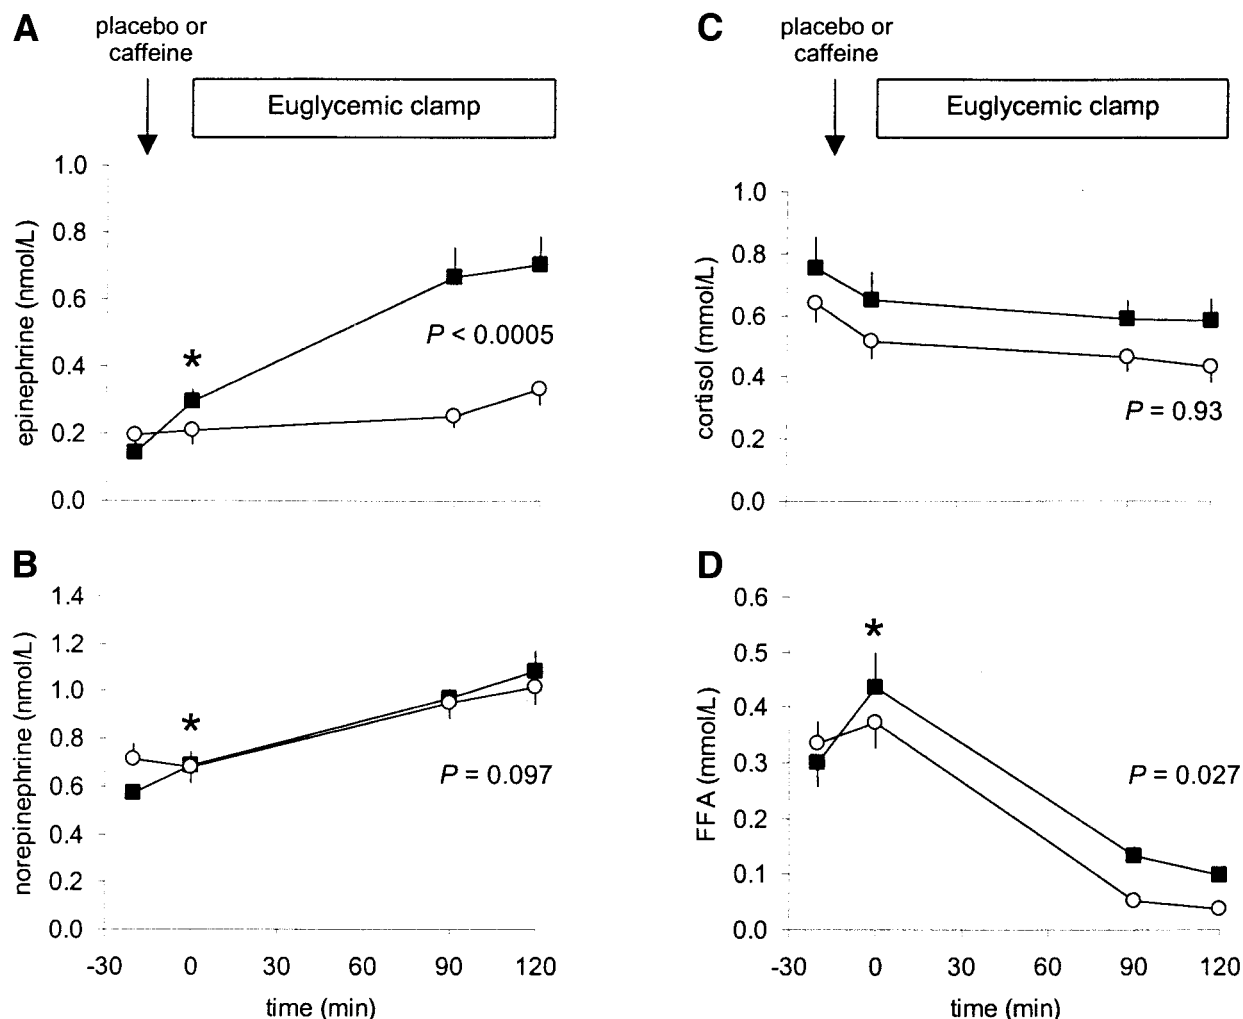 A
placebo or
caffeine
Euglycemic clamp
1.0
0.8
0.6
0.4
0.2
0.0
epinephrine (nmol/L)
*
P < 0.0005
B
1.4
1.2
1.0
0.8
0.6
0.4
0.2
0.0
norepinephrine (nmol/L)
*
P = 0.097
-30 0 30 60 90 120
time (min)
C
placebo or
caffeine
Euglycemic clamp
1.0
0.8
0.6
0.4
0.2
0.0
cortisol (mmol/L)
P = 0.93
D
0.6
0.5
0.4
0.3
0.2
0.1
0.0
FFA (mmol/L)
*
P = 0.027
-30 0 30 60 90 120
time (min)